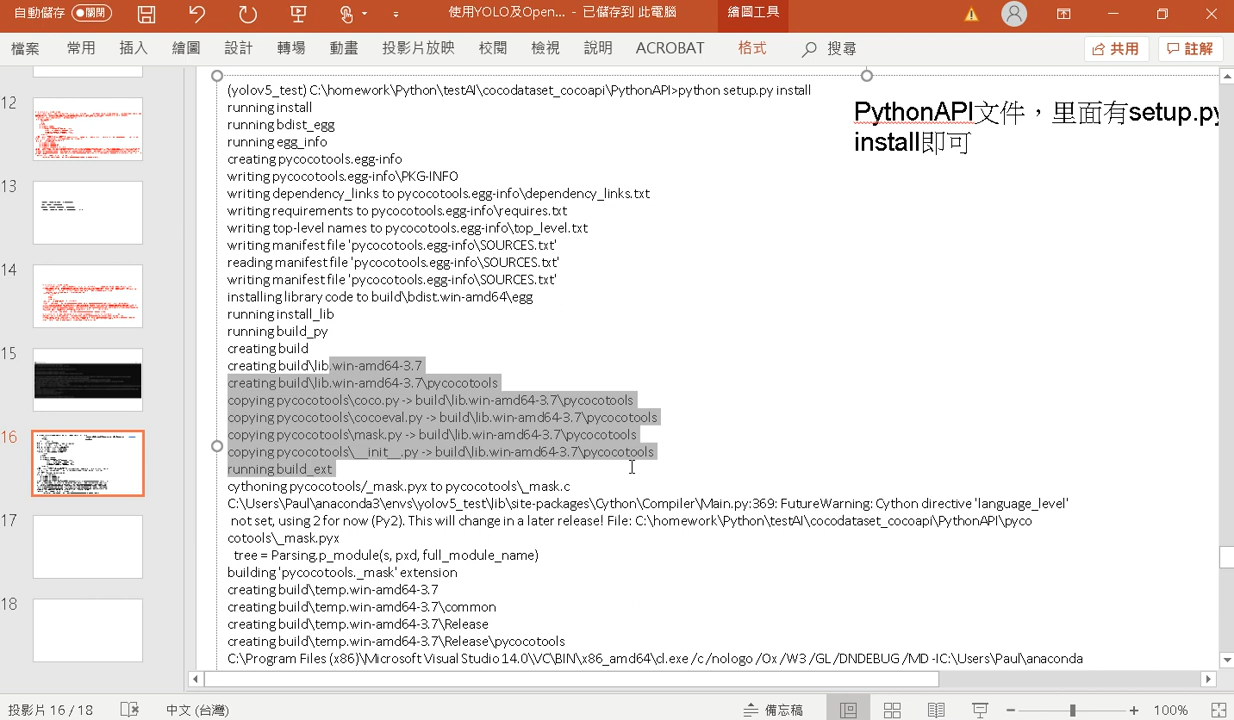 自動儲存 關閉 使用YOLO及Open... - 已儲存到 此電腦 繪圖工具
檔案 常用 插入 繪圖 設計 轉場 動畫 投影片放映 校閱 檢視 說明 ACROBAT 格式 搜尋 共用 註解
12
13
14
15
16
17
18
(yolov5_test) C:\homework\Python\testAI\cocodataset_cocoapi\PythonAPI>python setup.py install
running install
running bdist_egg
running egg_info
creating pycocotools.egg-info
writing pycocotools.egg-info\PKG-INFO
writing dependency_links to pycocotools.egg-info\dependency_links.txt
writing requirements to pycocotools.egg-info\requires.txt
writing top-level names to pycocotools.egg-info\top_level.txt
writing manifest file 'pycocotools.egg-info\SOURCES.txt'
reading manifest file 'pycocotools.egg-info\SOURCES.txt'
writing manifest file 'pycocotools.egg-info\SOURCES.txt'
installing library code to build\bdist.win-amd64\egg
running install_lib
running build_py
creating build
creating build\lib.win-amd64-3.7
creating build\lib.win-amd64-3.7\pycocotools
copying pycocotools\coco.py -> build\lib.win-amd64-3.7\pycocotools
copying pycocotools\cocoeval.py -> build\lib.win-amd64-3.7\pycocotools
copying pycocotools\mask.py -> build\lib.win-amd64-3.7\pycocotools
copying pycocotools\__init__.py -> build\lib.win-amd64-3.7\pycocotools
running build_ext
cythoning pycocotools/_mask.pyx to pycocotools\_mask.c
C:\Users\Paul\anaconda3\envs\yolov5_test\lib\site-packages\Cython\Compiler\Main.py:369: FutureWarning: Cython directive 'language_level'
not set, using 2 for now (Py2). This will change in a later release! File: C:\homework\Python\testAI\cocodataset_cocoapi\PythonAPI\pyco
cotools\_mask.pyx
tree = Parsing.p_module(s, pxd, full_module_name)
building 'pycocotools._mask' extension
creating build\temp.win-amd64-3.7
creating build\temp.win-amd64-3.7\common
creating build\temp.win-amd64-3.7\Release
creating build\temp.win-amd64-3.7\Release\pycocotools
C:\Program Files (x86)\Microsoft Visual Studio 14.0\VC\BIN\x86_amd64\cl.exe /c /nologo /Ox /W3 /GL /DNDEBUG /MD -IC:\Users\Paul\anaconda
PythonAPI文件，里面有setup.py
install即可
投影片 16 / 18 中文 (台灣) 備忘稿 100%